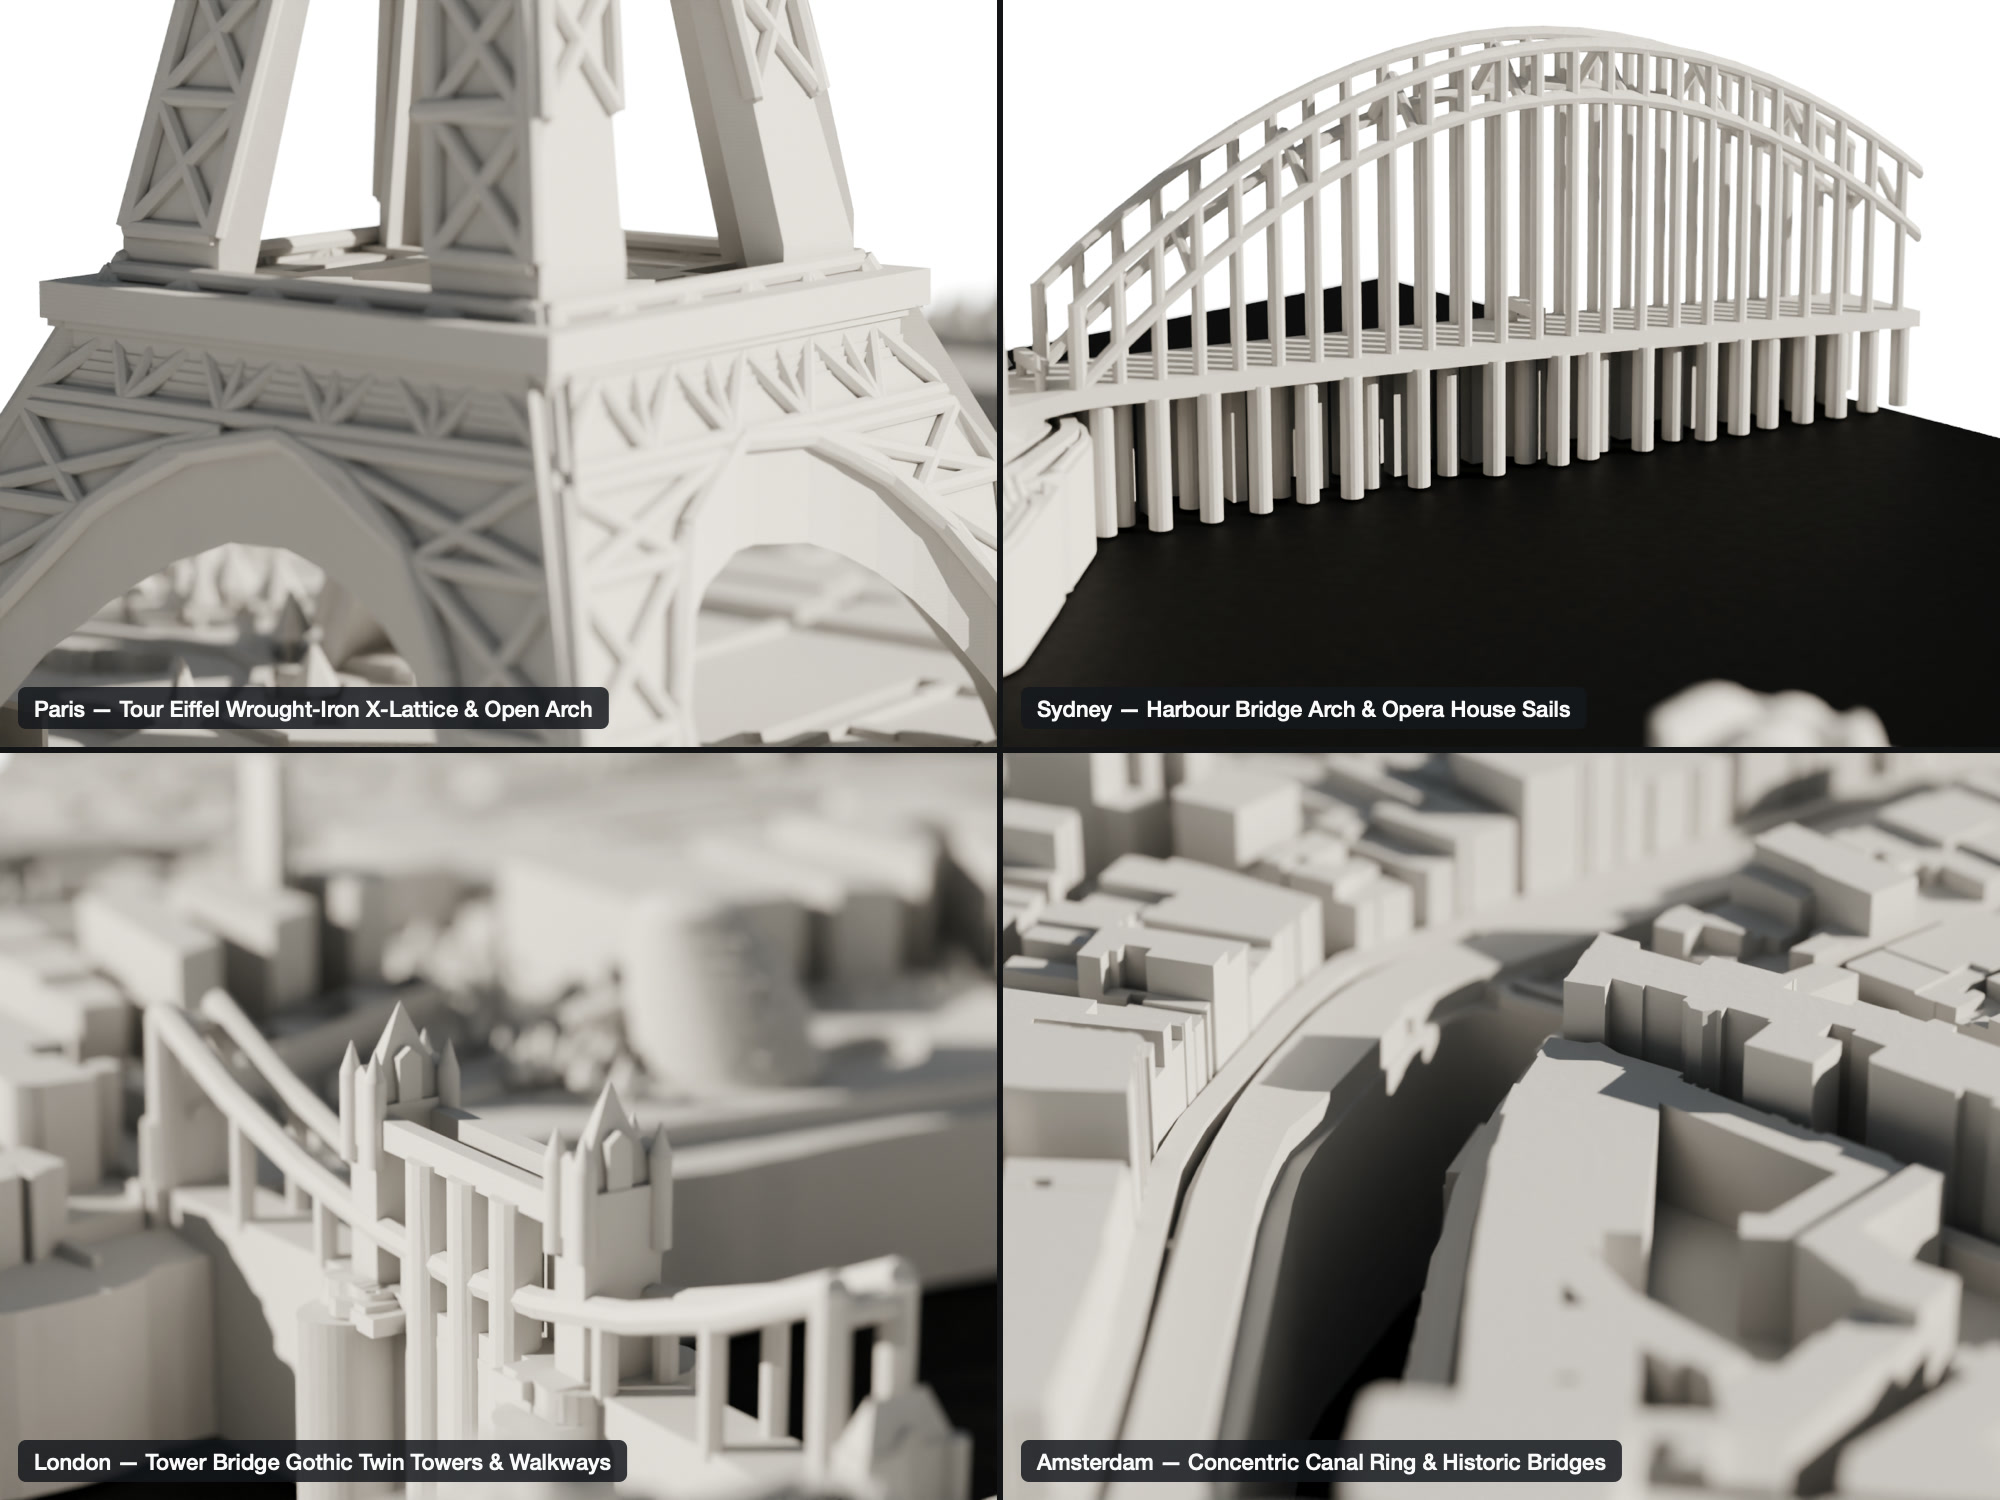 Paris — Tour Eiffel Wrought-Iron X-Lattice & Open Arch
Sydney — Harbour Bridge Arch & Opera House Sails
London — Tower Bridge Gothic Twin Towers & Walkways
Amsterdam — Concentric Canal Ring & Historic Bridges